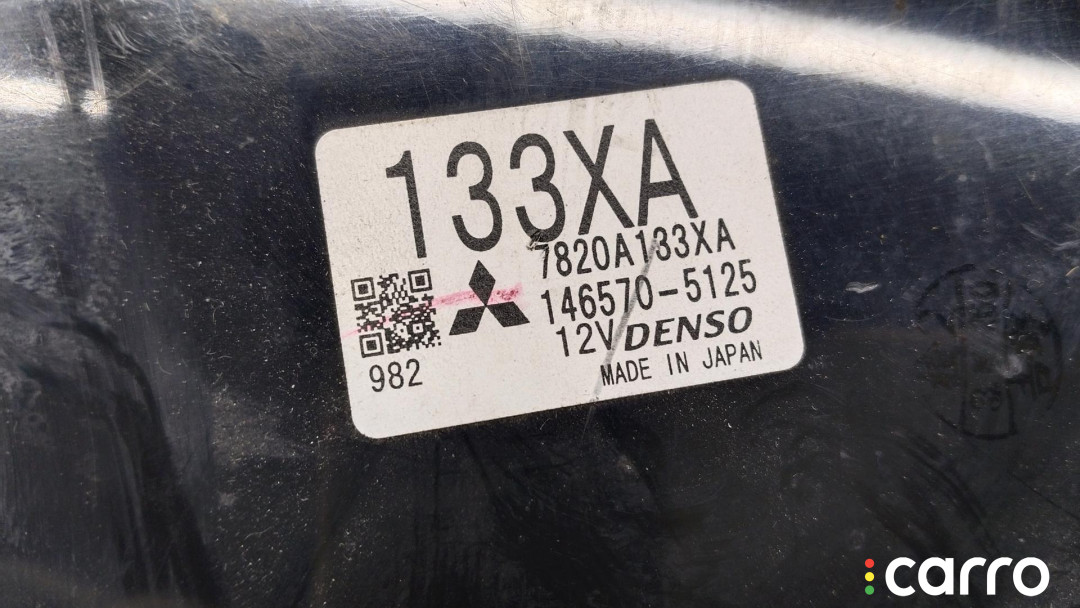 133XA
7820A133XA
146570-5125
12V DENSO
982
MADE IN JAPAN
carro